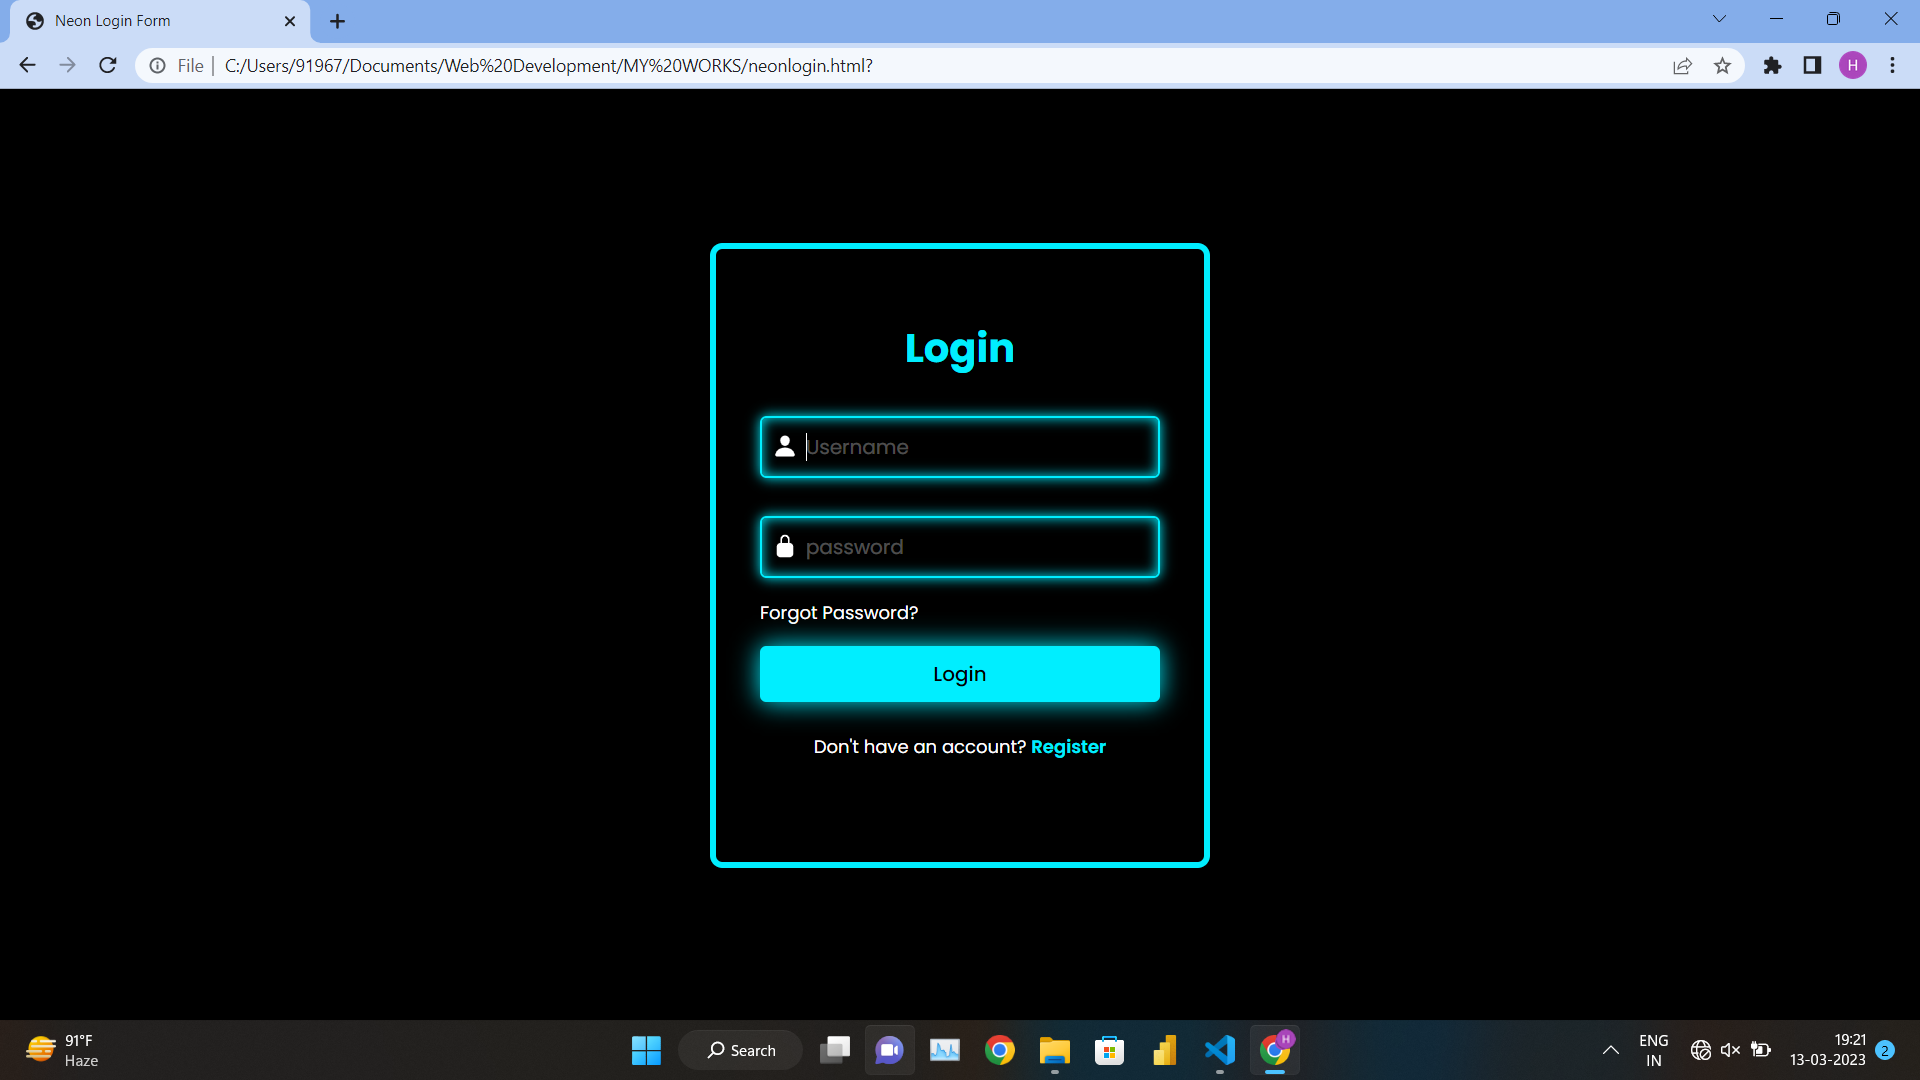 Neon Login Form
File
C:/Users/91967/Documents/Web%20Development/MY%20WORKS/neonlogin.html?
H
Login
Username
password
Forgot Password?
Login
Don't have an account? Register
91°F
Haze
Search
H
ENG
IN
19:21
13-03-2023
2